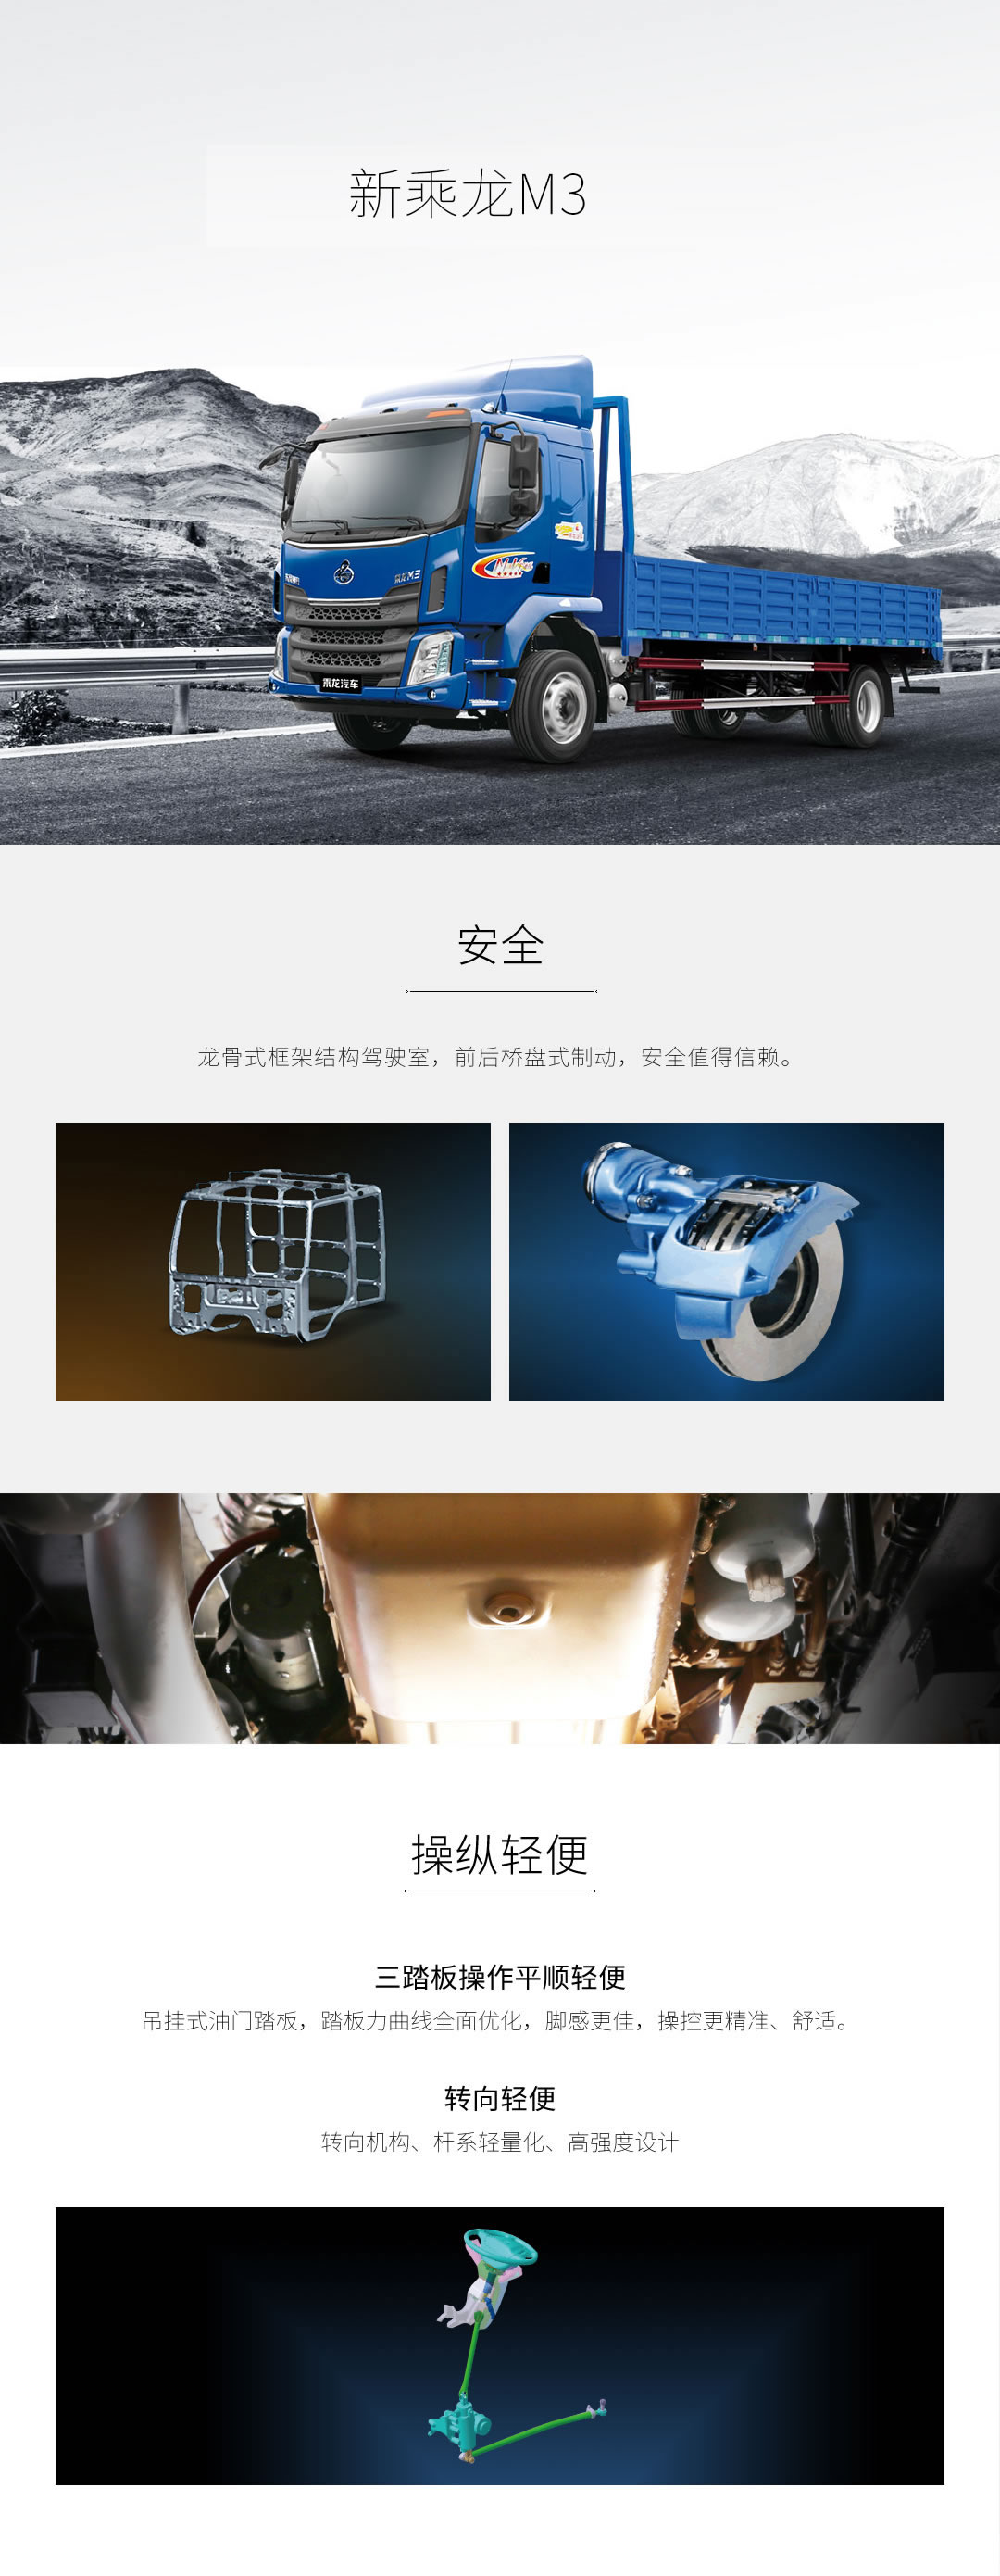 新乘龙M3
乘龙M3
乘龙汽车
安全
龙骨式框架结构驾驶室，前后桥盘式制动，安全值得信赖。
操纵轻便
三踏板操作平顺轻便
吊挂式油门踏板，踏板力曲线全面优化，脚感更佳，操控更精准、舒适。
转向轻便
转向机构、杆系轻量化、高强度设计